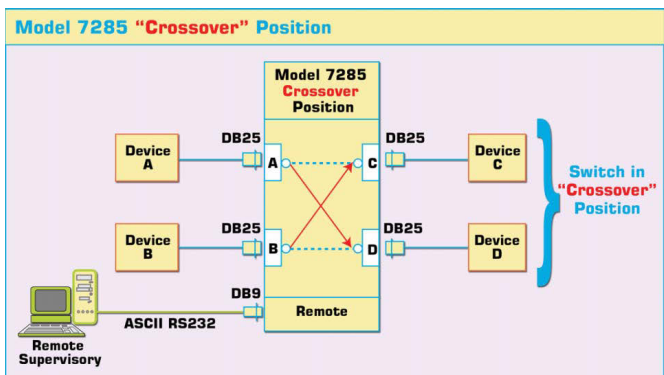 Model 7285 "Crossover" Position
Model 7285
Crossover
Position
DB25
DB25
Device
A
A
C
Device
C
Switch in
"Crossover"
Position
DB25
DB25
Device
B
B
D
Device
D
DB9
Remote
ASCII RS232
Remote
Supervisory